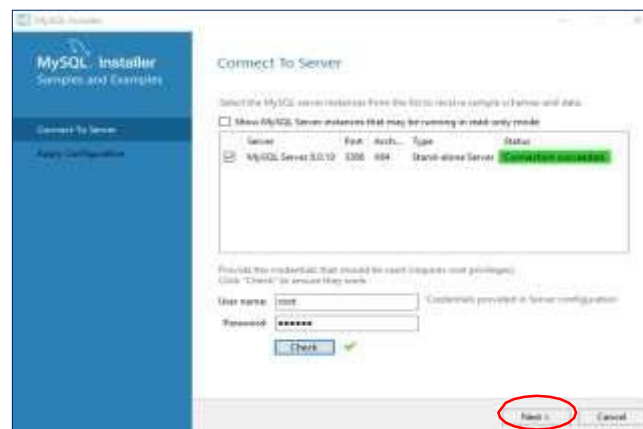 MySQL Installer
MySQL. Installer
Samples and Examples
Connect To Server
Apply Configuration
Connect To Server
Select the MySQL server instances from the list to receive sample schemas and data.
Show MySQL Server instances that may be running in read-only mode
Server Port Arch... Type Status
MySQL Server 8.0.19 3306 X64 Stand-alone Server Connection succeeded.
Provide the credentials that should be used (requires root privileges).
Click "Check" to ensure they work.
User name: root Credentials provided in Server configuration
Password: ●●●●●●
Check
Next > Cancel